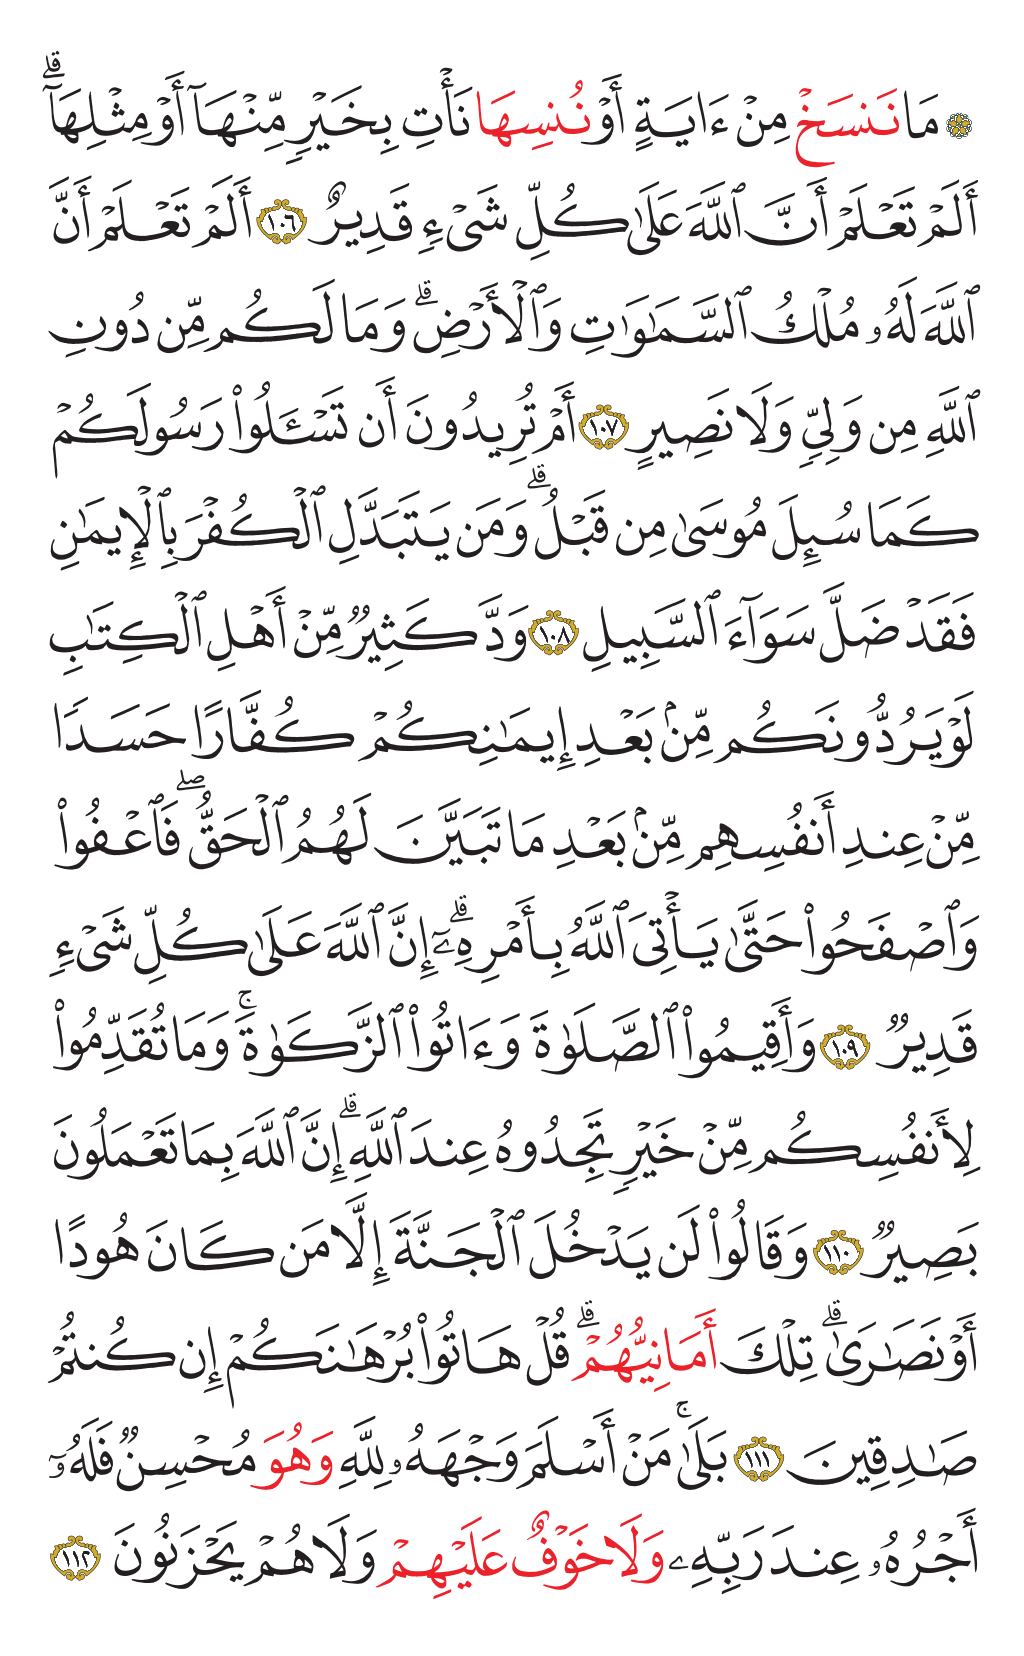 ۞ مَا نَنسَخۡ مِنۡ ءَايَةٍ أَوۡ نُنسِهَا نَأۡتِ بِخَيۡرٖ مِّنۡهَآ أَوۡ مِثۡلِهَآۗ
أَلَمۡ تَعۡلَمۡ أَنَّ ٱللَّهَ عَلَىٰ كُلِّ شَيۡءٖ قَدِيرٌ ١٠٦ أَلَمۡ تَعۡلَمۡ أَنَّ
ٱللَّهَ لَهُۥ مُلۡكُ ٱلسَّمَٰوَٰتِ وَٱلۡأَرۡضِۗ وَمَا لَكُم مِّن دُونِ
ٱللَّهِ مِن وَلِيّٖ وَلَا نَصِيرٍ ١٠٧ أَمۡ تُرِيدُونَ أَن تَسۡـَٔلُواْ رَسُولَكُمۡ
كَمَا سُئِلَ مُوسَىٰ مِن قَبۡلُۗ وَمَن يَتَبَدَّلِ ٱلۡكُفۡرَ بِٱلۡإِيمَٰنِ
فَقَدۡ ضَلَّ سَوَآءَ ٱلسَّبِيلِ ١٠٨ وَدَّ كَثِيرٞ مِّنۡ أَهۡلِ ٱلۡكِتَٰبِ
لَوۡ يَرُدُّونَكُم مِّنۢ بَعۡدِ إِيمَٰنِكُمۡ كُفَّارًا حَسَدٗا
مِّنۡ عِندِ أَنفُسِهِم مِّنۢ بَعۡدِ مَا تَبَيَّنَ لَهُمُ ٱلۡحَقُّۖ فَٱعۡفُواْ
وَٱصۡفَحُواْ حَتَّىٰ يَأۡتِيَ ٱللَّهُ بِأَمۡرِهِۦٓۗ إِنَّ ٱللَّهَ عَلَىٰ كُلِّ شَيۡءٖ
قَدِيرٞ ١٠٩ وَأَقِيمُواْ ٱلصَّلَوٰةَ وَءَاتُواْ ٱلزَّكَوٰةَۚ وَمَا تُقَدِّمُواْ
لِأَنفُسِكُم مِّنۡ خَيۡرٖ تَجِدُوهُ عِندَ ٱللَّهِۗ إِنَّ ٱللَّهَ بِمَا تَعۡمَلُونَ
بَصِيرٞ ١١٠ وَقَالُواْ لَن يَدۡخُلَ ٱلۡجَنَّةَ إِلَّا مَن كَانَ هُودًا
أَوۡ نَصَٰرَىٰۗ تِلۡكَ أَمَانِيُّهُمۡۗ قُلۡ هَاتُواْ بُرۡهَٰنَكُمۡ إِن كُنتُمۡ
صَٰدِقِينَ ١١١ بَلَىٰۚ مَنۡ أَسۡلَمَ وَجۡهَهُۥ لِلَّهِ وَهُوَ مُحۡسِنٞ فَلَهُۥٓ
أَجۡرُهُۥ عِندَ رَبِّهِۦ وَلَا خَوۡفٌ عَلَيۡهِمۡ وَلَا هُمۡ يَحۡزَنُونَ ١١٢